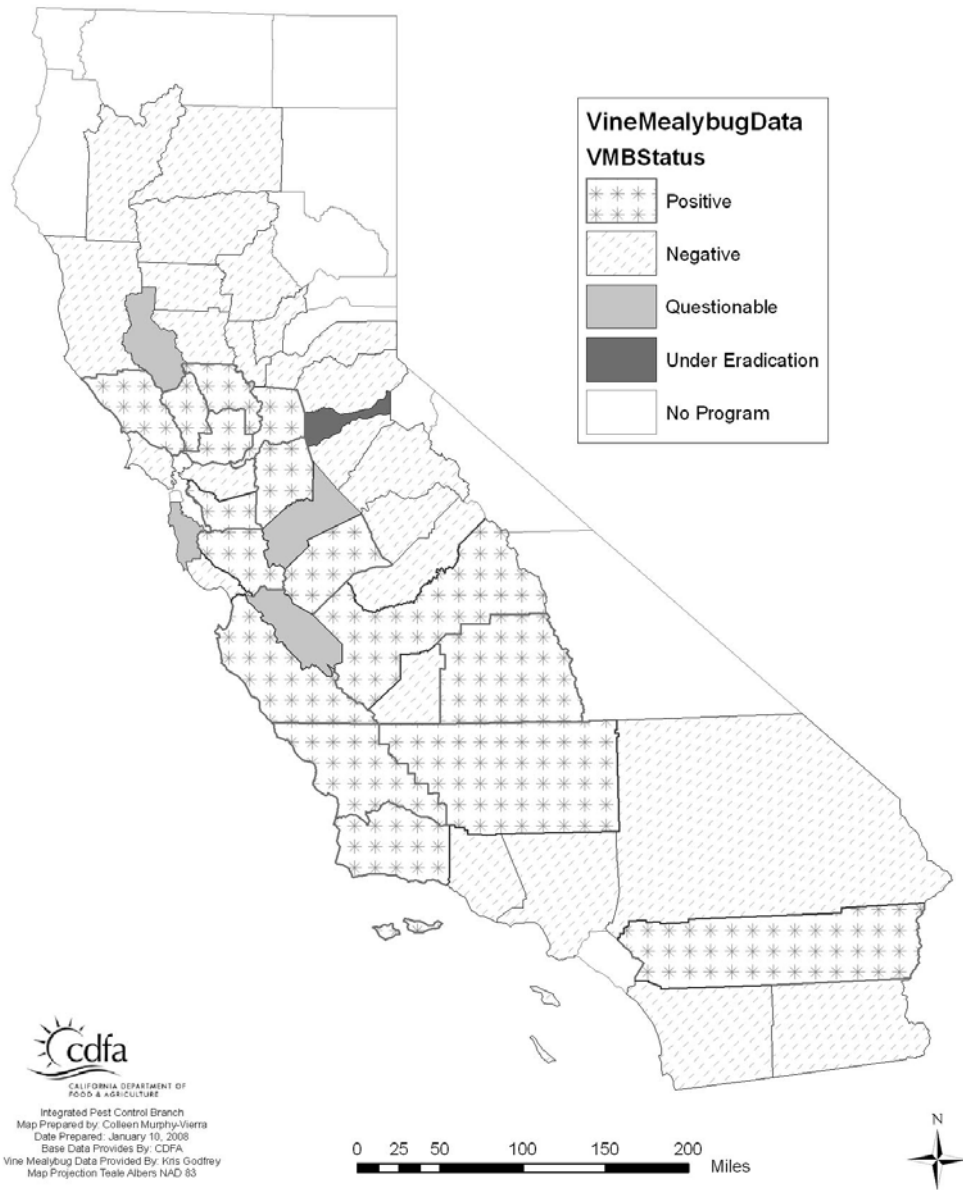 VineMealybugData
VMBStatus
Positive
Negative
Questionable
Under Eradication
No Program
cdfa
CALIFORNIA DEPARTMENT OF
FOOD & AGRICULTURE
Integrated Pest Control Branch
Map Prepared by: Colleen Murphy-Vierra
Date Prepared: January 10, 2008
Base Data Provides By: CDFA
Vine Mealybug Data Provided By: Kris Godfrey
Map Projection Teale Albers NAD 83
0 25 50 100 150 200
Miles
N